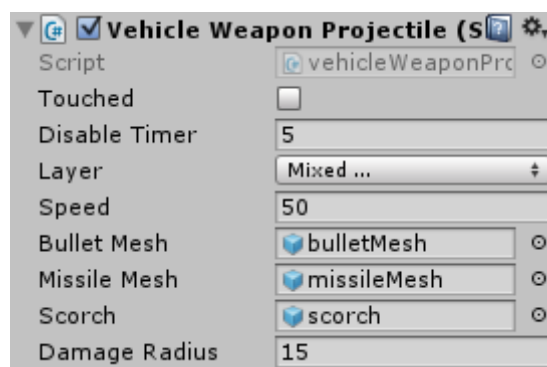 Vehicle Weapon Projectile (S
Script vehicleWeaponPrc
Touched
Disable Timer 5
Layer Mixed ...
Speed 50
Bullet Mesh bulletMesh
Missile Mesh missileMesh
Scorch scorch
Damage Radius 15